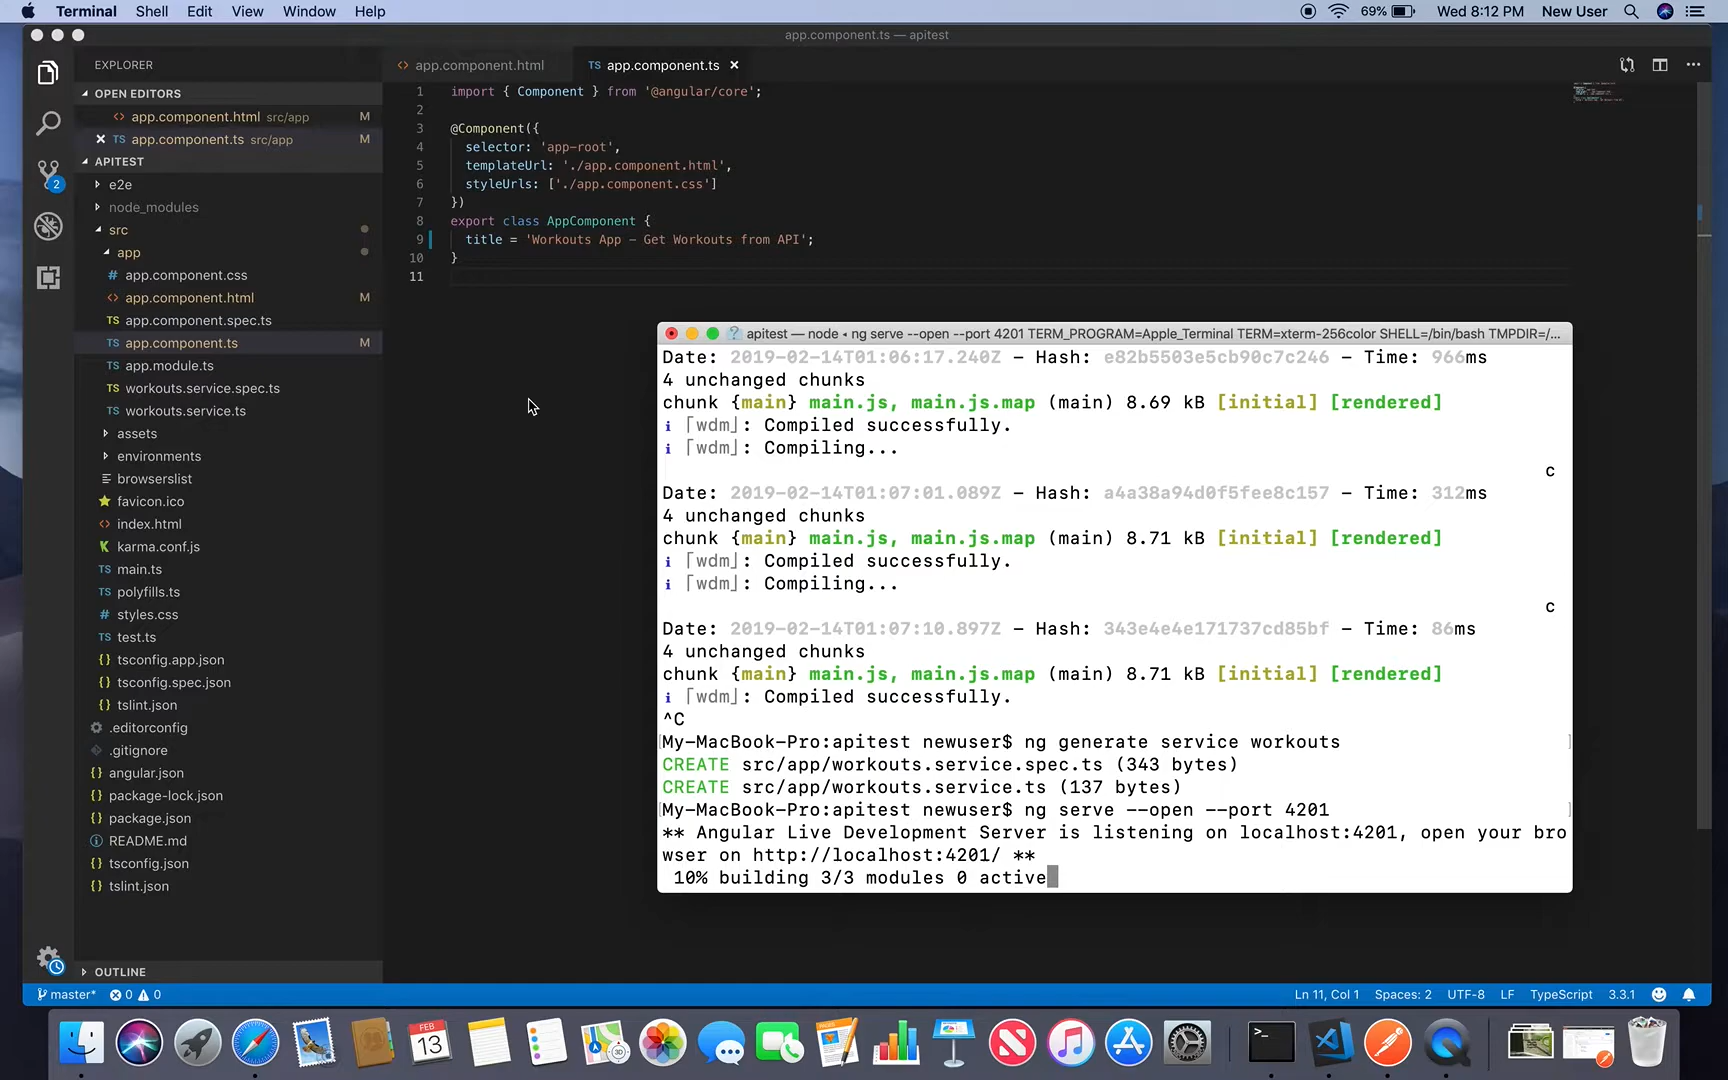 Terminal Shell Edit View Window Help
69% Wed 8:12 PM New User
app.component.ts — apitest
EXPLORER
OPEN EDITORS
app.component.html src/app M
TS app.component.ts src/app M
APITEST
2
e2e
node_modules
src
app
# app.component.css
<> app.component.html M
TS app.component.spec.ts
TS app.component.ts M
TS app.module.ts
TS workouts.service.spec.ts
TS workouts.service.ts
assets
environments
browserslist
favicon.ico
<> index.html
karma.conf.js
TS main.ts
TS polyfills.ts
# styles.css
TS test.ts
{} tsconfig.app.json
{} tsconfig.spec.json
{} tslint.json
.editorconfig
.gitignore
{} angular.json
{} package-lock.json
{} package.json
README.md
{} tsconfig.json
{} tslint.json
OUTLINE
<> app.component.html TS app.component.ts ×
1 import { Component } from '@angular/core';
2
3 @Component({
4 selector: 'app-root',
5 templateUrl: './app.component.html',
6 styleUrls: ['./app.component.css']
7 })
8 export class AppComponent {
9 title = 'Workouts App - Get Workouts from API';
10 }
11
apitest — node ◂ ng serve --open --port 4201 TERM_PROGRAM=Apple_Terminal TERM=xterm-256color SHELL=/bin/bash TMPDIR=/...
Date: 2019-02-14T01:06:17.240Z - Hash: e82b5503e5cb90c7c246 - Time: 966ms
4 unchanged chunks
chunk {main} main.js, main.js.map (main) 8.69 kB [initial] [rendered]
i ｢wdm｣: Compiled successfully.
i ｢wdm｣: Compiling...
c
Date: 2019-02-14T01:07:01.089Z - Hash: a4a38a94d0f5fee8c157 - Time: 312ms
4 unchanged chunks
chunk {main} main.js, main.js.map (main) 8.71 kB [initial] [rendered]
i ｢wdm｣: Compiled successfully.
i ｢wdm｣: Compiling...
c
Date: 2019-02-14T01:07:10.897Z - Hash: 343e4e4e171737cd85bf - Time: 86ms
4 unchanged chunks
chunk {main} main.js, main.js.map (main) 8.71 kB [initial] [rendered]
i ｢wdm｣: Compiled successfully.
^C
[My-MacBook-Pro:apitest newuser$ ng generate service workouts ]
CREATE src/app/workouts.service.spec.ts (343 bytes)
CREATE src/app/workouts.service.ts (137 bytes)
[My-MacBook-Pro:apitest newuser$ ng serve --open --port 4201 ]
** Angular Live Development Server is listening on localhost:4201, open your bro
wser on http://localhost:4201/ **
10% building 3/3 modules 0 active
master* 0 0 Ln 11, Col 1 Spaces: 2 UTF-8 LF TypeScript 3.3.1
FEB
13
3D
PAGES
>_